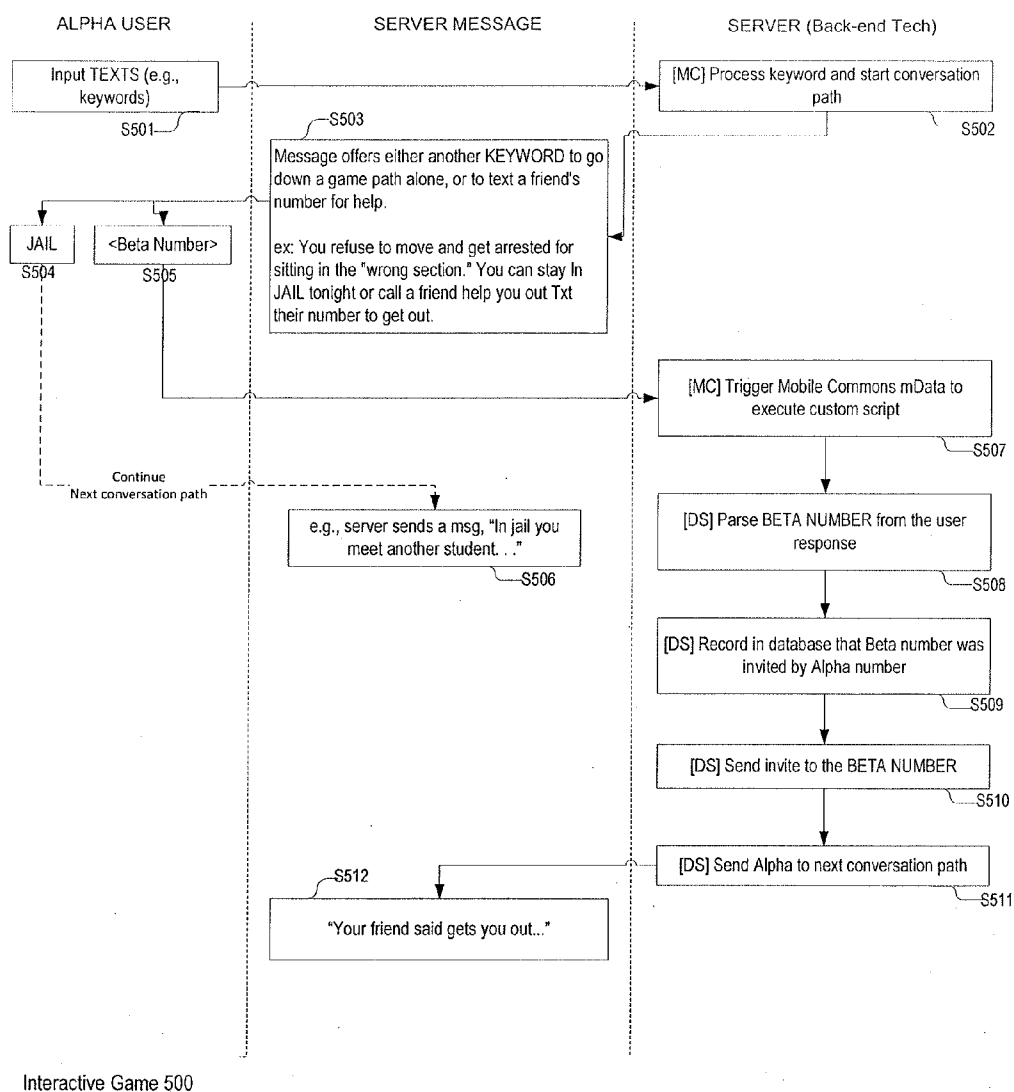 ALPHA USER
SERVER MESSAGE
SERVER (Back-end Tech)
Input TEXTS (e.g.,
keywords)
S501
[MC] Process keyword and start conversation
path
S502
S503
Message offers either another KEYWORD to go
down a game path alone, or to text a friend's
number for help.
ex: You refuse to move and get arrested for
sitting in the "wrong section." You can stay In
JAIL tonight or call a friend help you out Txt
their number to get out.
JAIL
S504
<Beta Number>
S505
[MC] Trigger Mobile Commons mData to
execute custom script
S507
Continue
Next conversation path
e.g., server sends a msg, "In jail you
meet another student. . ."
S506
[DS] Parse BETA NUMBER from the user
response
S508
[DS] Record in database that Beta number was
invited by Alpha number
S509
[DS] Send invite to the BETA NUMBER
S510
[DS] Send Alpha to next conversation path
S511
S512
"Your friend said gets you out..."
Interactive Game 500